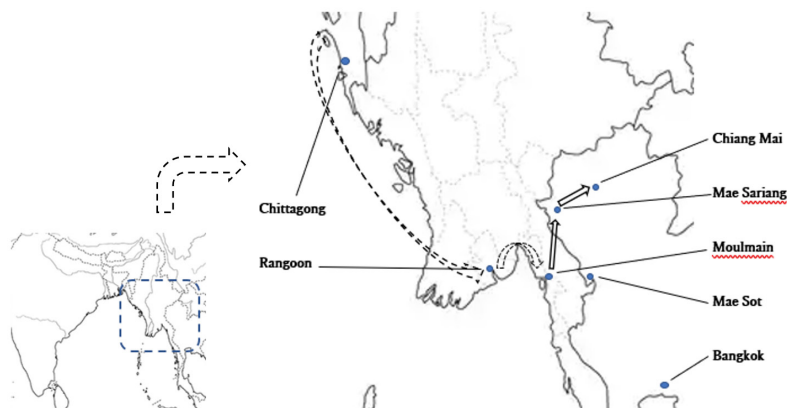 Chiang Mai
Mae Sariang
Chittagong
Moulmain
Rangoon
Mae Sot
Bangkok